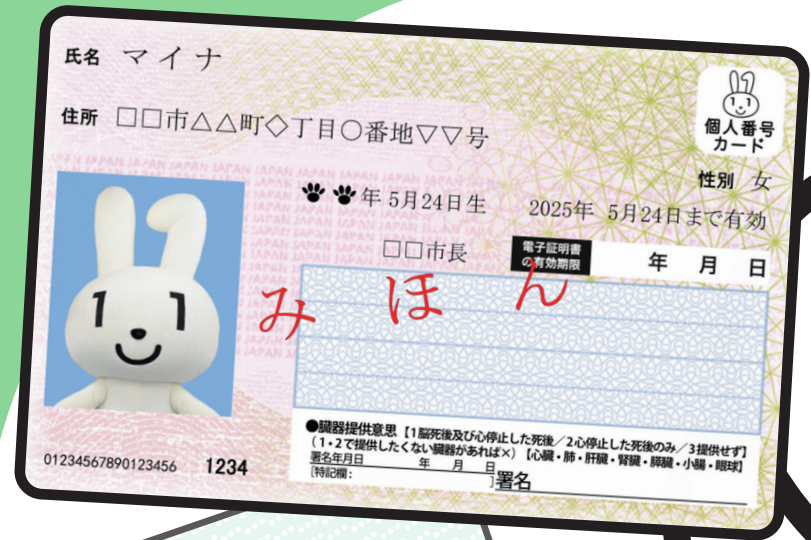 氏名 マイナ
個人番号
カード
住所 □□市△△町◇丁目○番地▽▽号
性別 女
年 5月24日生 2025年 5月24日まで有効
□□市長
電子証明書
の有効期限
年 月 日
みほん
●臓器提供意思【1脳死後及び心停止した死後／2心停止した死後のみ／3提供せず】
（1・2で提供したくない臓器があれば×）【心臓・肺・肝臓・腎臓・膵臓・小腸・眼球】
署名年月日 年 月 日
[特記欄： ]署名
01234567890123456 1234
JAPAN JAPAN JAPAN JAPAN JAPAN JAPAN